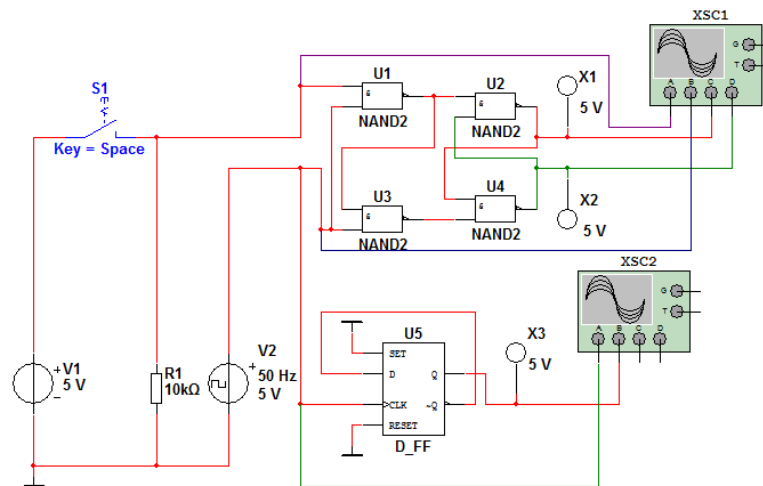 XSC1
G
T
A B C D
S1
Key = Space
U1
&
NAND2
U2
&
NAND2
X1
5 V
U3
&
NAND2
U4
&
NAND2
X2
5 V
XSC2
G
T
A B C D
V1
5 V
R1
10kΩ
V2
50 Hz
5 V
U5
SET
D
Q
CLK
~Q
RESET
D_FF
X3
5 V